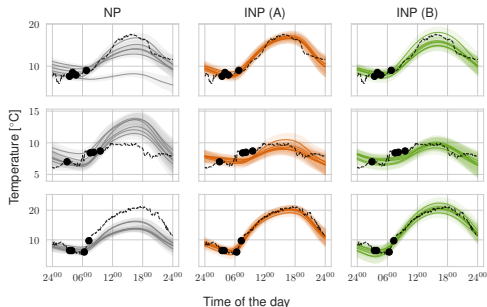 NP INP (A) INP (B)
20
10
15
10
5
20
10
Temperature [°C]
24⁰⁰ 06⁰⁰ 12⁰⁰ 18⁰⁰ 24⁰⁰ 24⁰⁰ 06⁰⁰ 12⁰⁰ 18⁰⁰ 24⁰⁰ 24⁰⁰ 06⁰⁰ 12⁰⁰ 18⁰⁰ 24⁰⁰
Time of the day